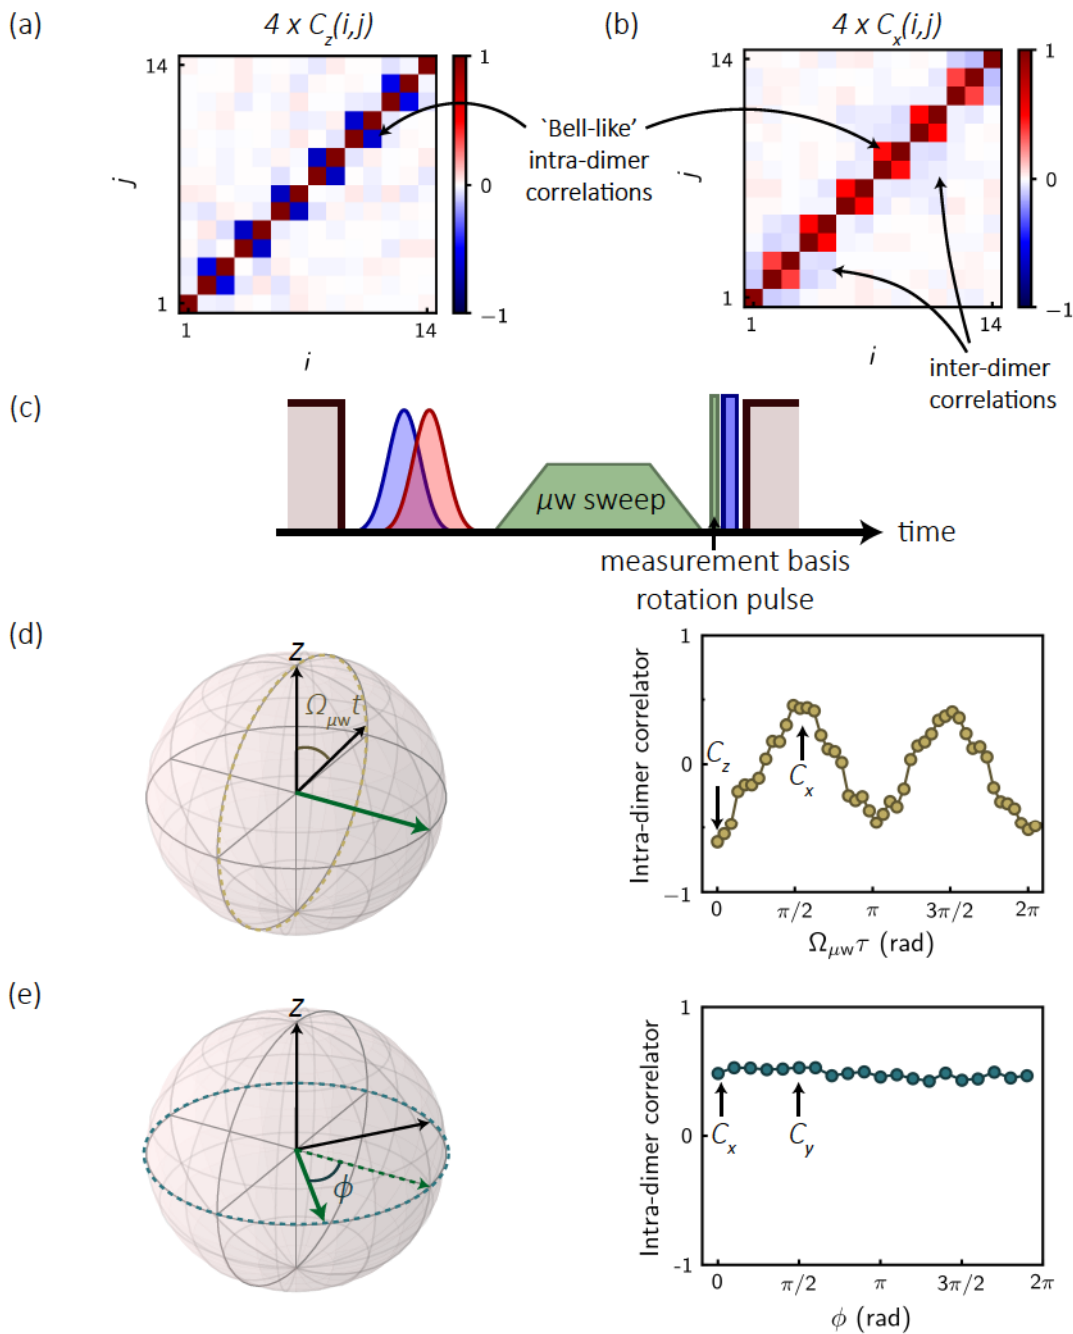 (a)
4 x C_z(i,j)
14
j
1
1
14
i
1
0
−1
`Bell-like’
intra-dimer
correlations
(b)
4 x C_x(i,j)
14
j
1
1
14
i
1
0
−1
inter-dimer
correlations
(c)
μw sweep
time
measurement basis
rotation pulse
(d)
z
Ω_μw t
Intra-dimer correlator
1
0
−1
C_z
C_x
0
π/2
π
3π/2
2π
Ω_μw τ (rad)
(e)
z
ϕ
Intra-dimer correlator
1
0
-1
C_x
C_y
0
π/2
π
3π/2
2π
ϕ (rad)